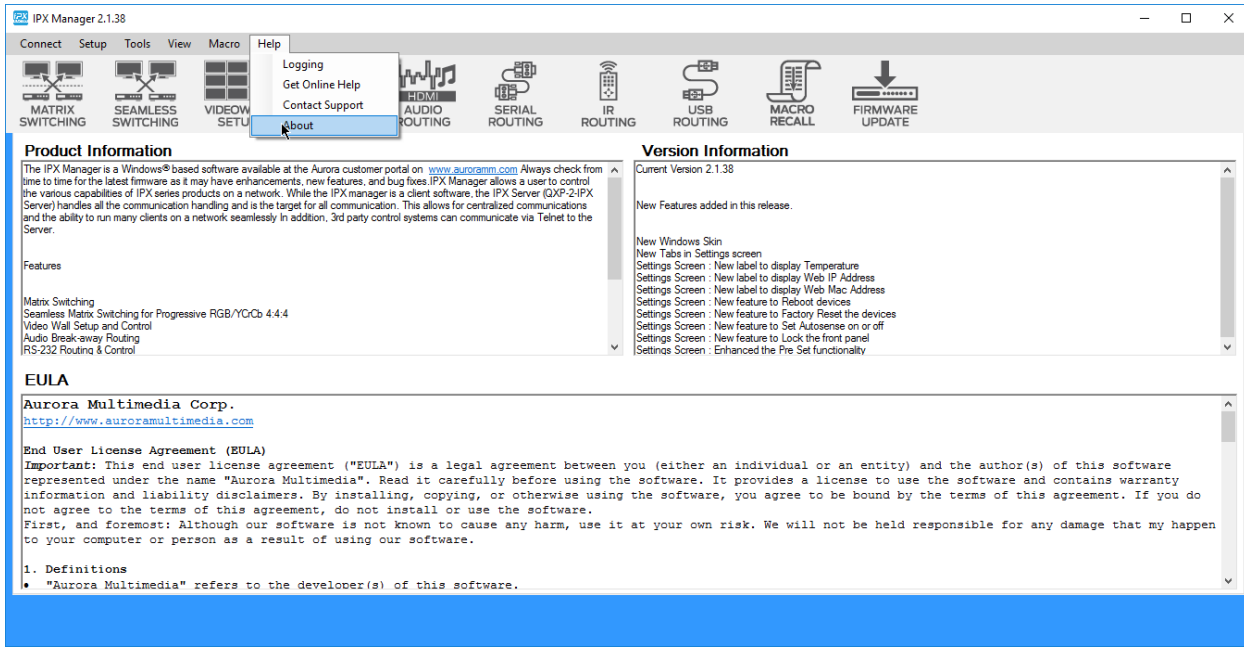 IPX Manager 2.1.38
Connect Setup Tools View Macro Help
Logging
Get Online Help
Contact Support
About
MATRIX
SWITCHING
SEAMLESS
SWITCHING
VIDEOW
SETU
HDMI
AUDIO
ROUTING
SERIAL
ROUTING
IR
ROUTING
USB
ROUTING
MACRO
RECALL
FIRMWARE
UPDATE
Product Information
The IPX Manager is a Windows® based software available at the Aurora customer portal on www.auroramm.com Always check from
time to time for the latest firmware as it may have enhancements, new features, and bug fixes.IPX Manager allows a user to control
the various capabilities of IPX series products on a network. While the IPX manager is a client software, the IPX Server (QXP-2-IPX
Server) handles all the communication handling and is the target for all communication. This allows for centralized communications
and the ability to run many clients on a network seamlessly In addition, 3rd party control systems can communicate via Telnet to the
Server.
Features
Matrix Switching
Seamless Matrix Switching for Progressive RGB/YCrCb 4:4:4
Video Wall Setup and Control
Audio Break-away Routing
RS-232 Routing & Control
Version Information
Current Version 2.1.38
New Features added in this release.
New Windows Skin
New Tabs in Settings screen
Settings Screen : New label to display Temperature
Settings Screen : New label to display Web IP Address
Settings Screen : New label to display Web Mac Address
Settings Screen : New feature to Reboot devices
Settings Screen : New feature to Factory Reset the devices
Settings Screen : New feature to Set Autosense on or off
Settings Screen : New feature to Lock the front panel
Settings Screen : Enhanced the Pre Set functionality
EULA
Aurora Multimedia Corp.
http://www.auroramultimedia.com
End User License Agreement (EULA)
Important: This end user license agreement ("EULA") is a legal agreement between you (either an individual or an entity) and the author(s) of this software
represented under the name "Aurora Multimedia". Read it carefully before using the software. It provides a license to use the software and contains warranty
information and liability disclaimers. By installing, copying, or otherwise using the software, you agree to be bound by the terms of this agreement. If you do
not agree to the terms of this agreement, do not install or use the software.
First, and foremost: Although our software is not known to cause any harm, use it at your own risk. We will not be held responsible for any damage that my happen
to your computer or person as a result of using our software.
1. Definitions
• "Aurora Multimedia" refers to the developer(s) of this software.